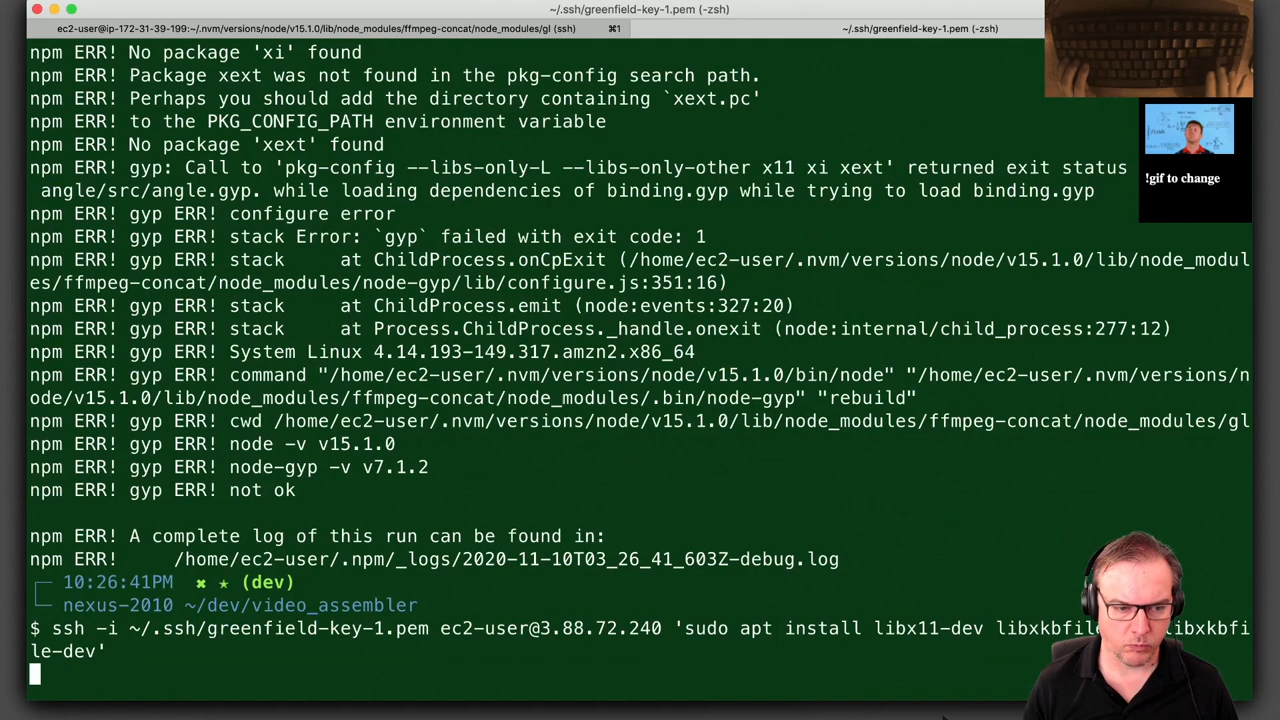 ~/.ssh/greenfield-key-1.pem (-zsh)
ec2-user@ip-172-31-39-199:~/.nvm/versions/node/v15.1.0/lib/node_modules/ffmpeg-concat/node_modules/gl (ssh) ⌘1 ~/.ssh/greenfield-key-1.pem (-zsh)
npm ERR! No package 'xi' found
npm ERR! Package xext was not found in the pkg-config search path.
npm ERR! Perhaps you should add the directory containing `xext.pc'
npm ERR! to the PKG_CONFIG_PATH environment variable
npm ERR! No package 'xext' found
npm ERR! gyp: Call to 'pkg-config --libs-only-L --libs-only-other x11 xi xext' returned exit status
angle/src/angle.gyp. while loading dependencies of binding.gyp while trying to load binding.gyp
!gif to change
npm ERR! gyp ERR! configure error
npm ERR! gyp ERR! stack Error: `gyp` failed with exit code: 1
npm ERR! gyp ERR! stack     at ChildProcess.onCpExit (/home/ec2-user/.nvm/versions/node/v15.1.0/lib/node_modul
es/ffmpeg-concat/node_modules/node-gyp/lib/configure.js:351:16)
npm ERR! gyp ERR! stack     at ChildProcess.emit (node:events:327:20)
npm ERR! gyp ERR! stack     at Process.ChildProcess._handle.onexit (node:internal/child_process:277:12)
npm ERR! gyp ERR! System Linux 4.14.193-149.317.amzn2.x86_64
npm ERR! gyp ERR! command "/home/ec2-user/.nvm/versions/node/v15.1.0/bin/node" "/home/ec2-user/.nvm/versions/n
ode/v15.1.0/lib/node_modules/ffmpeg-concat/node_modules/.bin/node-gyp" "rebuild"
npm ERR! gyp ERR! cwd /home/ec2-user/.nvm/versions/node/v15.1.0/lib/node_modules/ffmpeg-concat/node_modules/gl
npm ERR! gyp ERR! node -v v15.1.0
npm ERR! gyp ERR! node-gyp -v v7.1.2
npm ERR! gyp ERR! not ok
npm ERR! A complete log of this run can be found in:
npm ERR!     /home/ec2-user/.npm/_logs/2020-11-10T03_26_41_603Z-debug.log
10:26:41PM ✖ ★ (dev)
nexus-2010 ~/dev/video_assembler
$ ssh -i ~/.ssh/greenfield-key-1.pem ec2-user@3.88.72.240 'sudo apt install libx11-dev libxkbfil libxkbfi
le-dev'